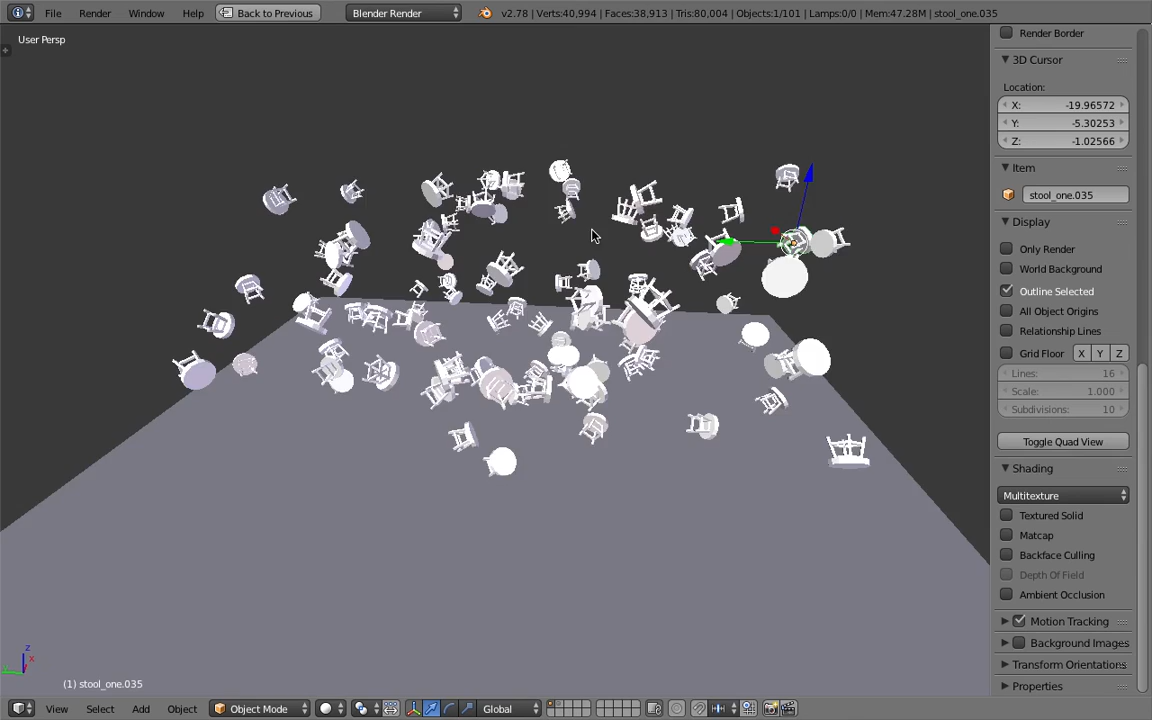 File Render Window Help Back to Previous Blender Render v2.78 | Verts:40,994 | Faces:38,913 | Tris:80,004 | Objects:1/101 | Lamps:0/0 | Mem:47.28M | stool_one.035
User Persp
Render Border
3D Cursor
Location:
X: -19.96572
Y: -5.30253
Z: -1.02566
Item
stool_one.035
Display
Only Render
World Background
Outline Selected
All Object Origins
Relationship Lines
Grid Floor X Y Z
Lines: 16
Scale: 1.000
Subdivisions: 10
Toggle Quad View
Shading
Multitexture
Textured Solid
Matcap
Backface Culling
Depth Of Field
Ambient Occlusion
Motion Tracking
Background Images
Transform Orientations
Properties
z
x
y
(1) stool_one.035
View Select Add Object Object Mode Global